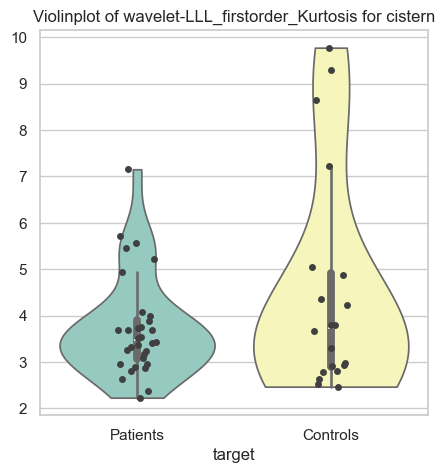 Violinplot of wavelet-LLL_firstorder_Kurtosis for cistern
10
9
8
7
6
5
4
3
2
Patients
Controls
target